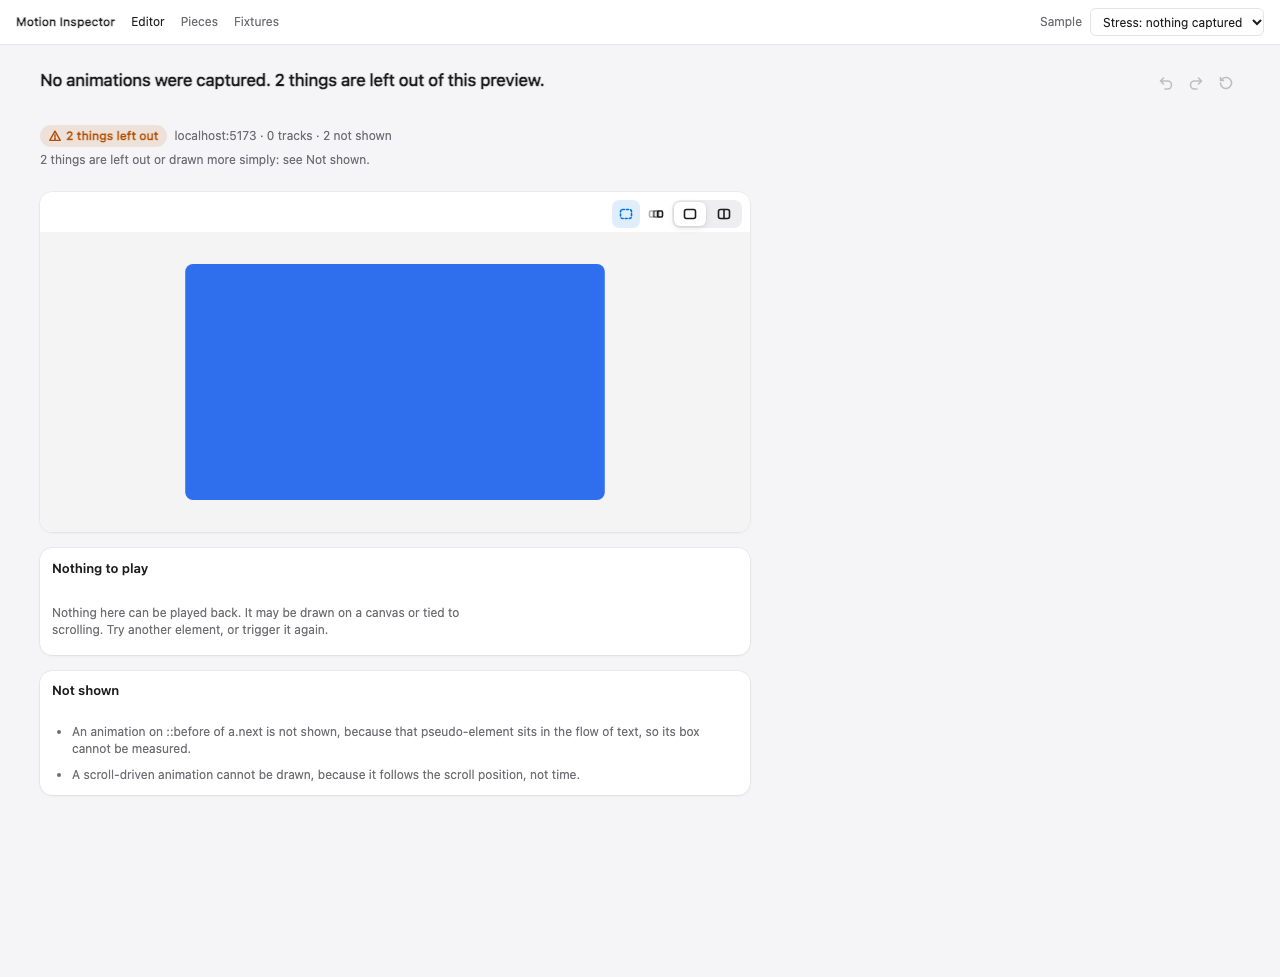 Motion Inspector Editor Pieces Fixtures Sample Stress: nothing captured
No animations were captured. 2 things are left out of this preview.
2 things left out localhost:5173 · 0 tracks · 2 not shown
2 things are left out or drawn more simply: see Not shown.
Nothing to play
Nothing here can be played back. It may be drawn on a canvas or tied to
scrolling. Try another element, or trigger it again.
Not shown
• An animation on ::before of a.next is not shown, because that pseudo-element sits in the flow of text, so its box
cannot be measured.
• A scroll-driven animation cannot be drawn, because it follows the scroll position, not time.